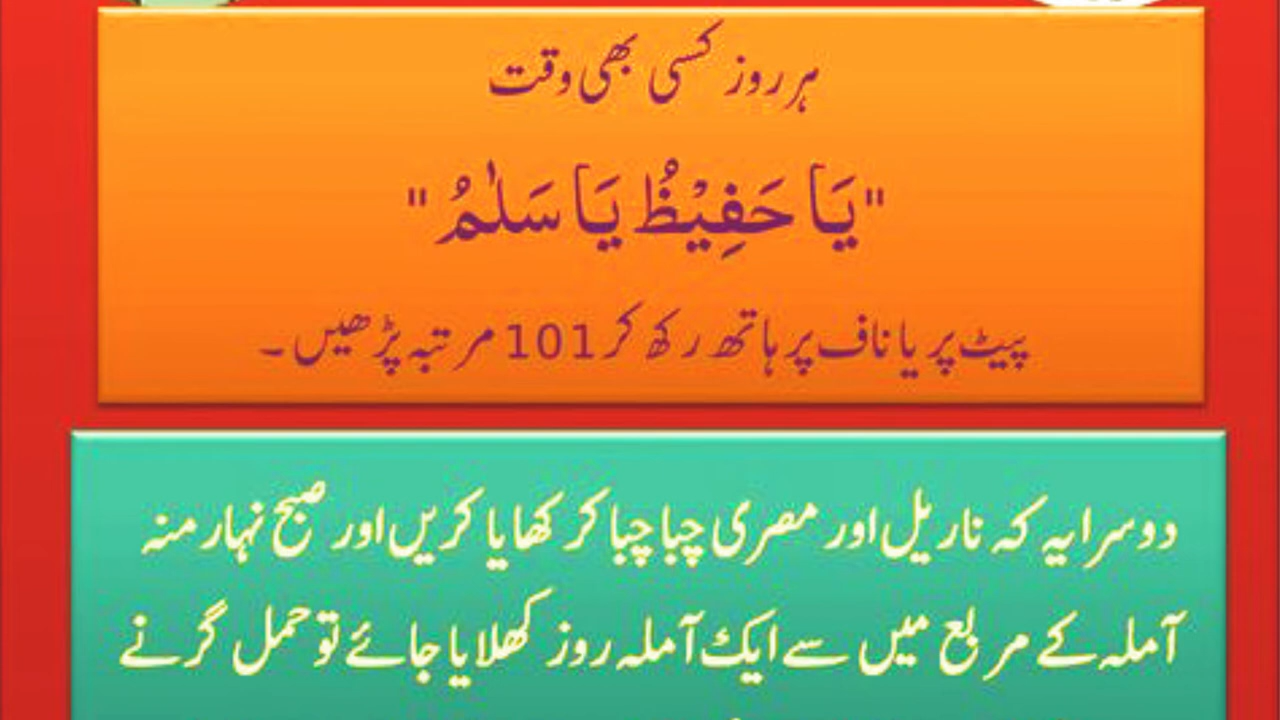 ہر روز کسی بھی وقت
"یَا حَفِیْظُ یَا سَلٰمُ"
پیٹ پر یا ناف پر ہاتھ رکھ کر 101 مرتبہ پڑھیں۔
دوسرا یہ کہ ناریل اور مصری چبا چبا کر کھایا کریں اور صبح نہار منہ
آملہ کے مربع میں سے ایک آملہ روز کھلایا جائے تو حمل گرنے